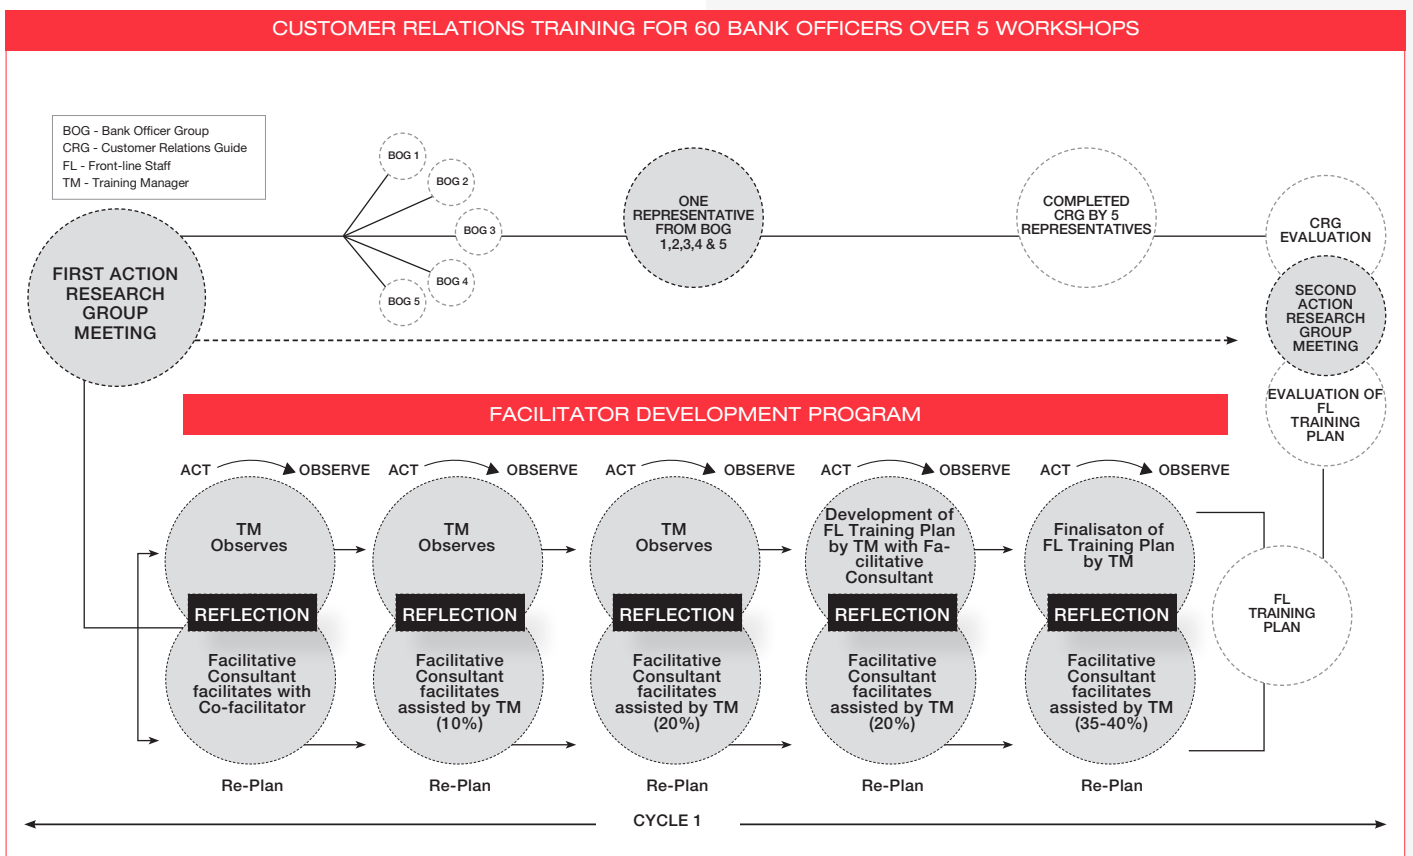 CUSTOMER RELATIONS TRAINING FOR 60 BANK OFFICERS OVER 5 WORKSHOPS
BOG - Bank Officer Group
CRG - Customer Relations Guide
FL - Front-line Staff
TM - Training Manager
FIRST ACTION
RESEARCH
GROUP
MEETING
BOG 1
BOG 2
BOG 3
BOG 4
BOG 5
ONE
REPRESENTATIVE
FROM BOG
1,2,3,4 & 5
COMPLETED
CRG BY 5
REPRESENTATIVES
CRG
EVALUATION
SECOND
ACTION
RESEARCH
GROUP
MEETING
EVALUATION OF
FL
TRAINING
PLAN
FACILITATOR DEVELOPMENT PROGRAM
ACT
OBSERVE
TM
Observes
REFLECTION
Facilitative
Consultant
facilitates with
Co-facilitator
Re-Plan
ACT
OBSERVE
TM
Observes
REFLECTION
Facilitative
Consultant
facilitates
assisted by TM
(10%)
Re-Plan
ACT
OBSERVE
TM
Observes
REFLECTION
Facilitative
Consultant
facilitates
assisted by TM
(20%)
Re-Plan
ACT
OBSERVE
Development of
FL Training Plan
by TM with Fa-
cilitative
Consultant
REFLECTION
Facilitative
Consultant
facilitates
assisted by TM
(20%)
Re-Plan
ACT
OBSERVE
Finalisaton of
FL Training Plan
by TM
REFLECTION
Facilitative
Consultant
facilitates
assisted by TM
(35-40%)
Re-Plan
FL
TRAINING
PLAN
CYCLE 1